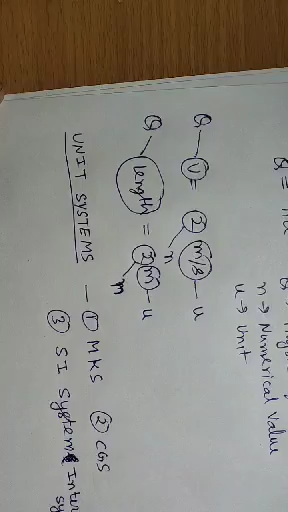 Q = nu
n → Numerical Value
u → Unit
Q — V = 2 m/s — u
n
Q — Length = 2 m — u
n
UNIT SYSTEMS — ① MKS ② CGS
③ SI System